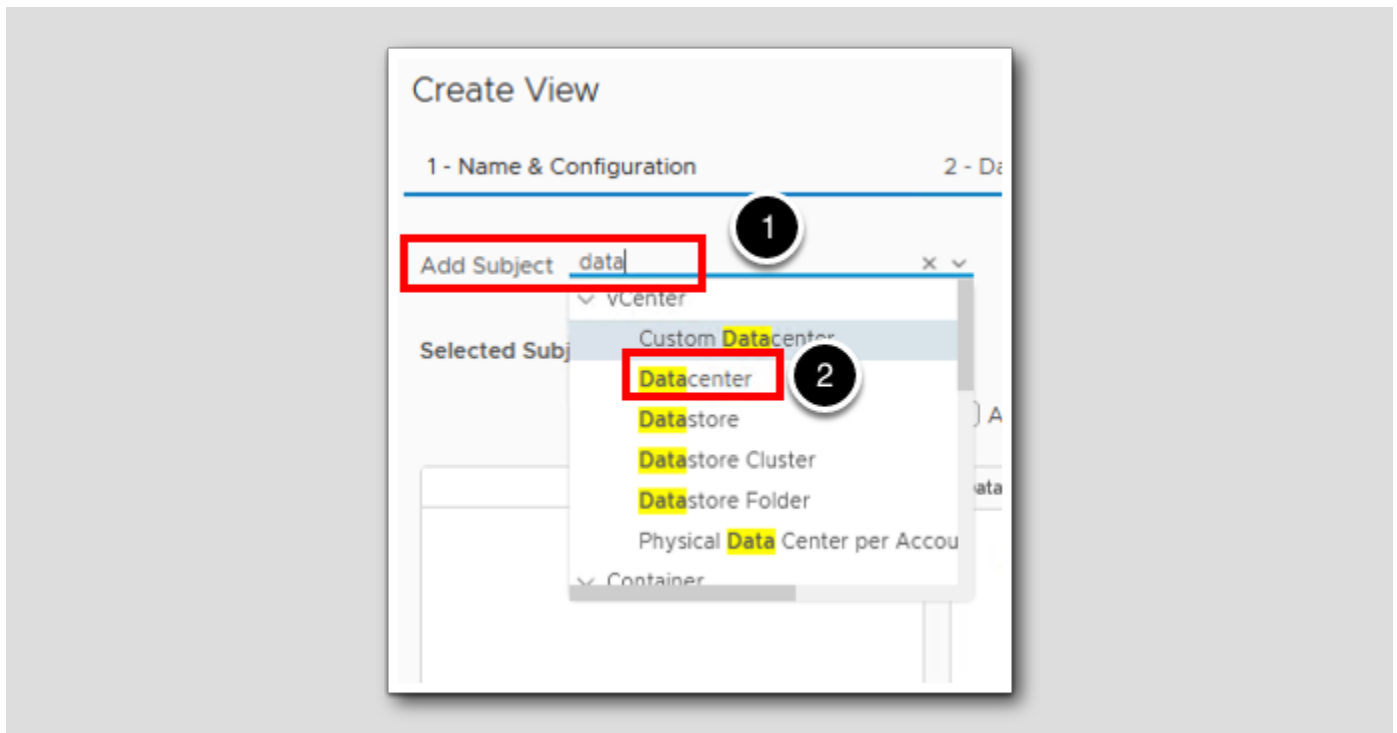 Create View
1 - Name & Configuration 2 - Da
1
Add Subject data
vCenter
Custom Datacenter
Selected Subj
Datacenter 2
Datastore
A
Datastore Cluster
ata
Datastore Folder
Physical Data Center per Accou
Container